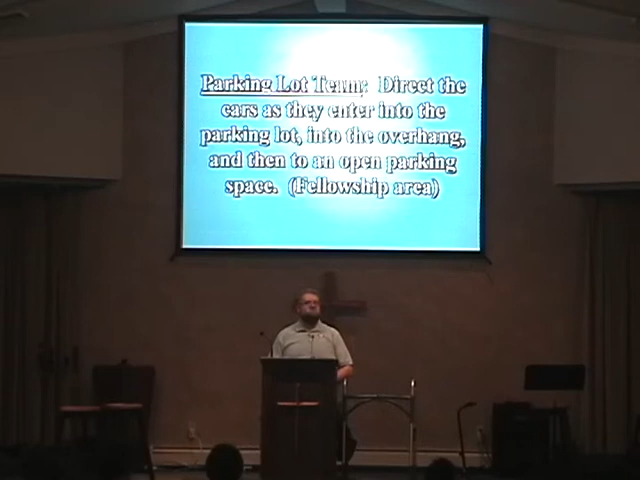 Parking Lot Team:  Direct the
cars as they enter into the
parking lot, into the overhang,
and then to an open parking
space.  (Fellowship area)